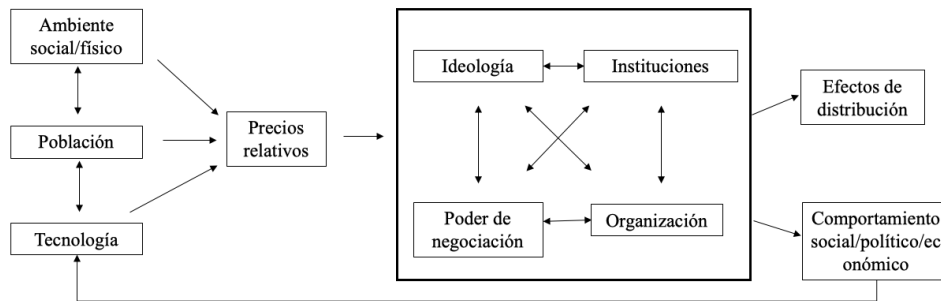 Ambiente
social/físico
Población
Tecnología
Precios
relativos
Ideología
Instituciones
Poder de
negociación
Organización
Efectos de
distribución
Comportamiento
social/político/ec
onómico